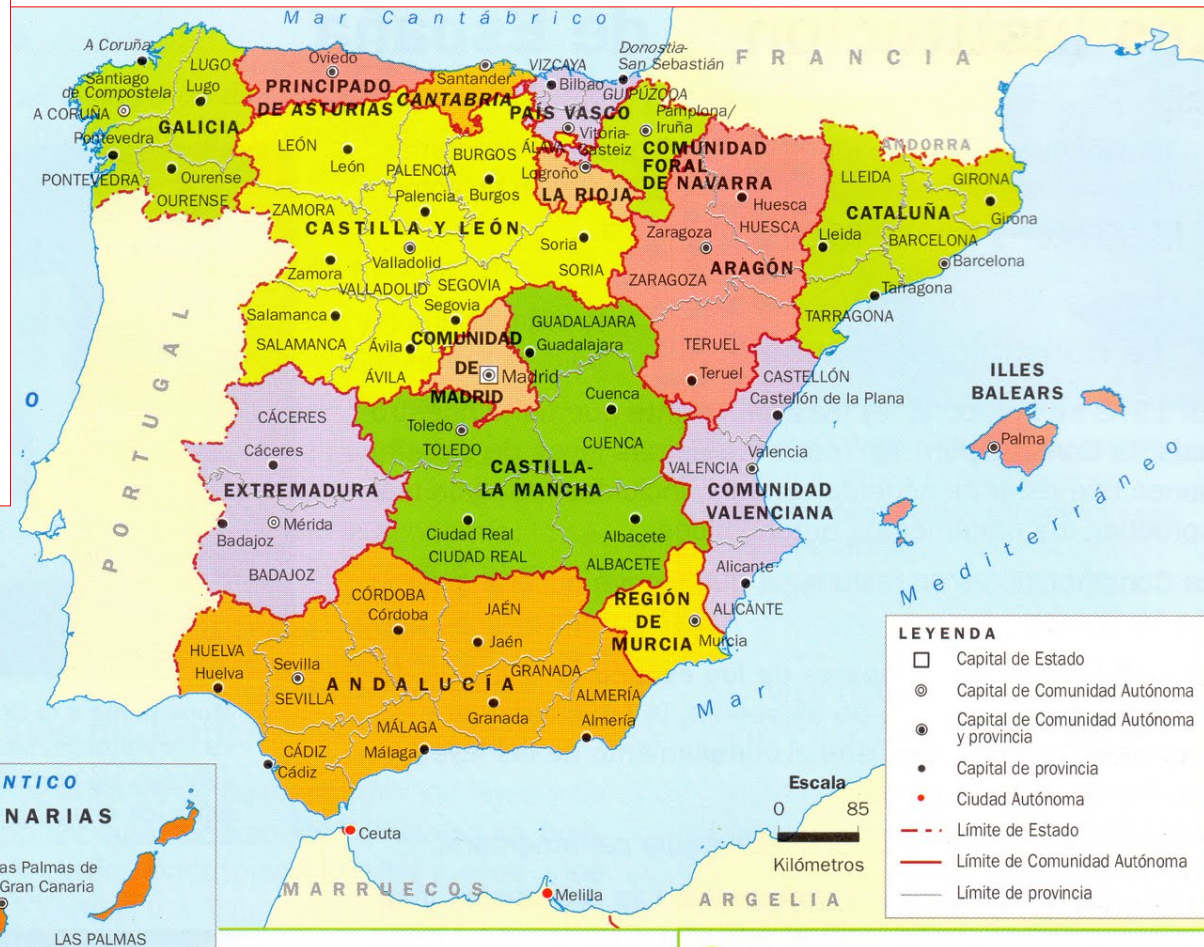 Mar Cantábrico
FRANCIA
ANDORRA
PORTUGAL
O
Mar Mediterráneo
MARRUECOS
ARGELIA
A Coruña
LUGO
Lugo
Santiago
de Compostela
A CORUÑA
GALICIA
Pontevedra
PONTEVEDRA
Ourense
OURENSE
Oviedo
PRINCIPADO
DE ASTURIAS
Santander
CANTABRIA
VIZCAYA
Bilbao
Donostia-
San Sebastián
GUIPÚZCOA
PAÍS VASCO
Vitoria-
Gasteiz
ÁLAVA
Pamplona/
Iruña
COMUNIDAD
FORAL
DE NAVARRA
Logroño
LA RIOJA
LEÓN
León
PALENCIA
Palencia
BURGOS
Burgos
ZAMORA
Zamora
CASTILLA Y LEÓN
Valladolid
VALLADOLID
Soria
SORIA
SEGOVIA
Segovia
Salamanca
SALAMANCA
Ávila
ÁVILA
COMUNIDAD
DE
MADRID
Madrid
Huesca
HUESCA
Zaragoza
ZARAGOZA
ARAGÓN
TERUEL
Teruel
LLEIDA
Lleida
GIRONA
Girona
CATALUÑA
BARCELONA
Barcelona
Tarragona
TARRAGONA
GUADALAJARA
Guadalajara
Cuenca
CUENCA
Toledo
TOLEDO
CASTILLA-
LA MANCHA
Ciudad Real
CIUDAD REAL
Albacete
ALBACETE
CÁCERES
Cáceres
EXTREMADURA
Mérida
Badajoz
BADAJOZ
CASTELLÓN
Castellón de la Plana
Valencia
VALENCIA
COMUNIDAD
VALENCIANA
Alicante
ALICANTE
ILLES
BALEARS
Palma
REGIÓN
DE
MURCIA
Murcia
CÓRDOBA
Córdoba
JAÉN
Jaén
HUELVA
Huelva
Sevilla
SEVILLA
ANDALUCÍA
GRANADA
Granada
ALMERÍA
Almería
MÁLAGA
Málaga
CÁDIZ
Cádiz
Ceuta
Melilla
NTICO
NARIAS
as Palmas de
Gran Canaria
LAS PALMAS
Escala
0 85
Kilómetros
LEYENDA
Capital de Estado
Capital de Comunidad Autónoma
Capital de Comunidad Autónoma
y provincia
Capital de provincia
Ciudad Autónoma
Límite de Estado
Límite de Comunidad Autónoma
Límite de provincia